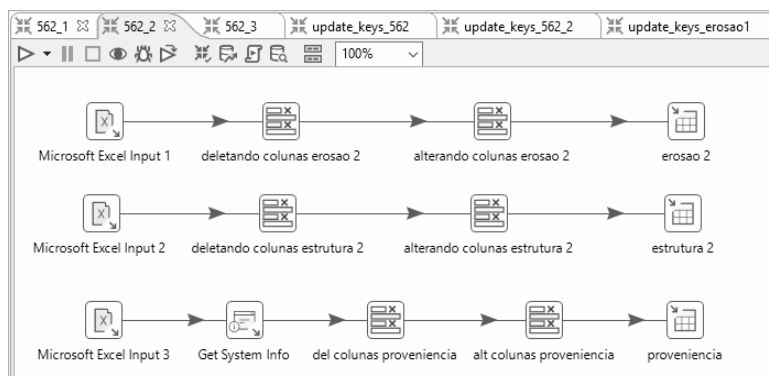 562_1
562_2
562_3
update_keys_562
update_keys_562_2
update_keys_erosao1
100%
Microsoft Excel Input 1
deletando colunas erosao 2
alterando colunas erosao 2
erosao 2
Microsoft Excel Input 2
deletando colunas estrutura 2
alterando colunas estrutura 2
estrutura 2
Microsoft Excel Input 3
Get System Info
del colunas proveniencia
alt colunas proveniencia
proveniencia